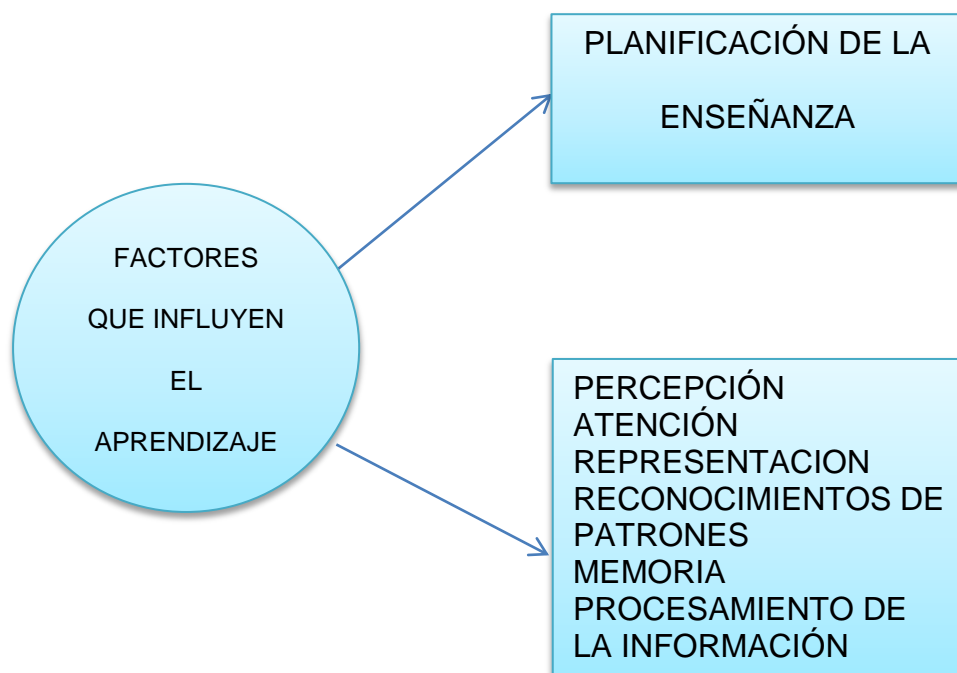 PLANIFICACIÓN DE LA
ENSEÑANZA
FACTORES
QUE INFLUYEN
EL
APRENDIZAJE
PERCEPCIÓN
ATENCIÓN
REPRESENTACION
RECONOCIMIENTOS DE
PATRONES
MEMORIA
PROCESAMIENTO DE
LA INFORMACIÓN